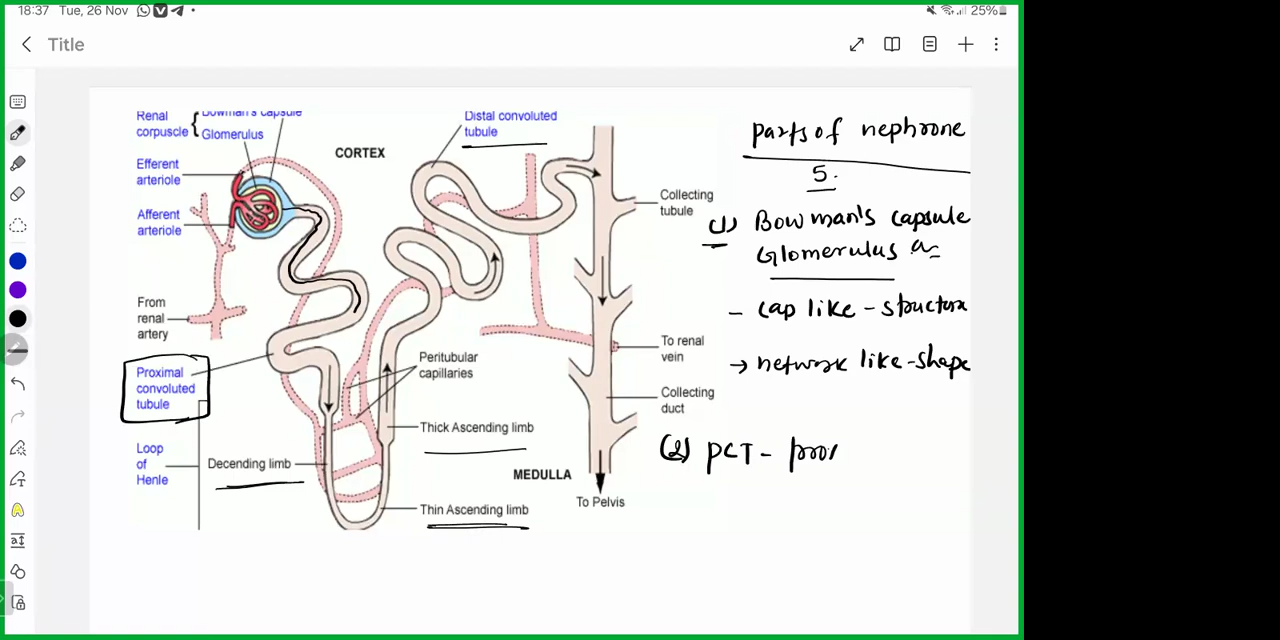 18:37 Tue, 26 Nov
25%
Title
Renal corpuscle
Bowman's capsule
Glomerulus
Efferent arteriole
Afferent arteriole
From renal artery
Proximal convoluted tubule
Loop of Henle
Decending limb
CORTEX
Distal convoluted tubule
Peritubular capillaries
Thick Ascending limb
MEDULLA
Thin Ascending limb
Collecting tubule
To renal vein
Collecting duct
To Pelvis
parts of nephrone
5.
(1) Bowman's capsule
Glomerulus
- cap like - structure
→ network like-shape
(2) PCT - prox